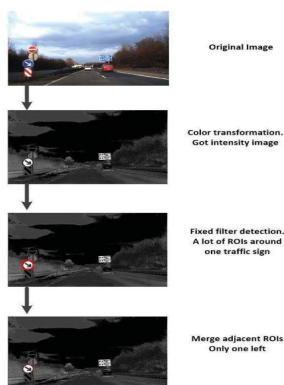 Original Image
Color transformation.
Got intensity image
Fixed filter detection.
A lot of ROIs around
one traffic sign
Merge adjacent ROIs
Only one left